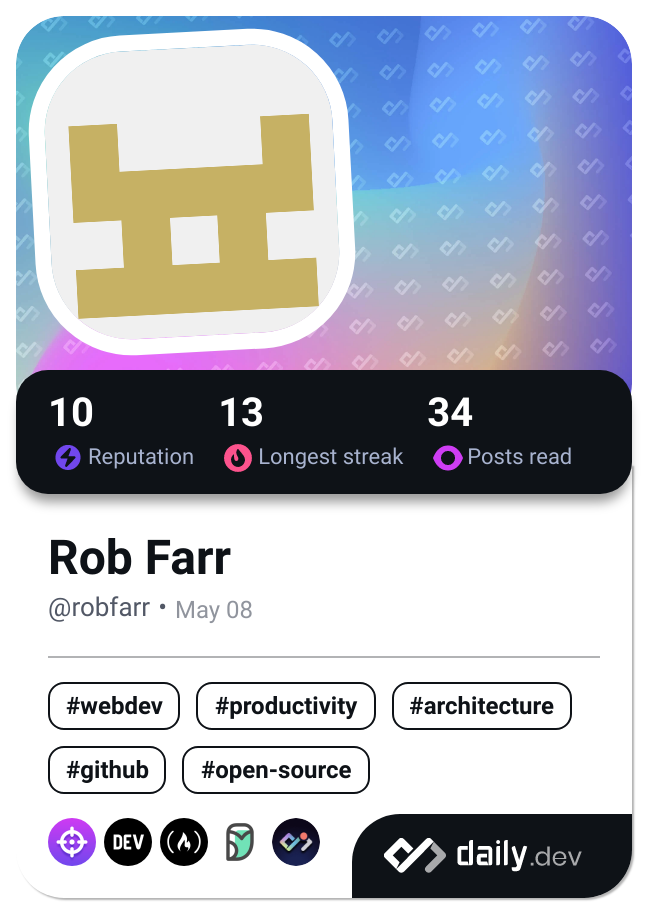 10 13 34
Reputation Longest streak Posts read
Rob Farr
@robfarr • May 08
#webdev #productivity #architecture
#github #open-source
DEV daily.dev